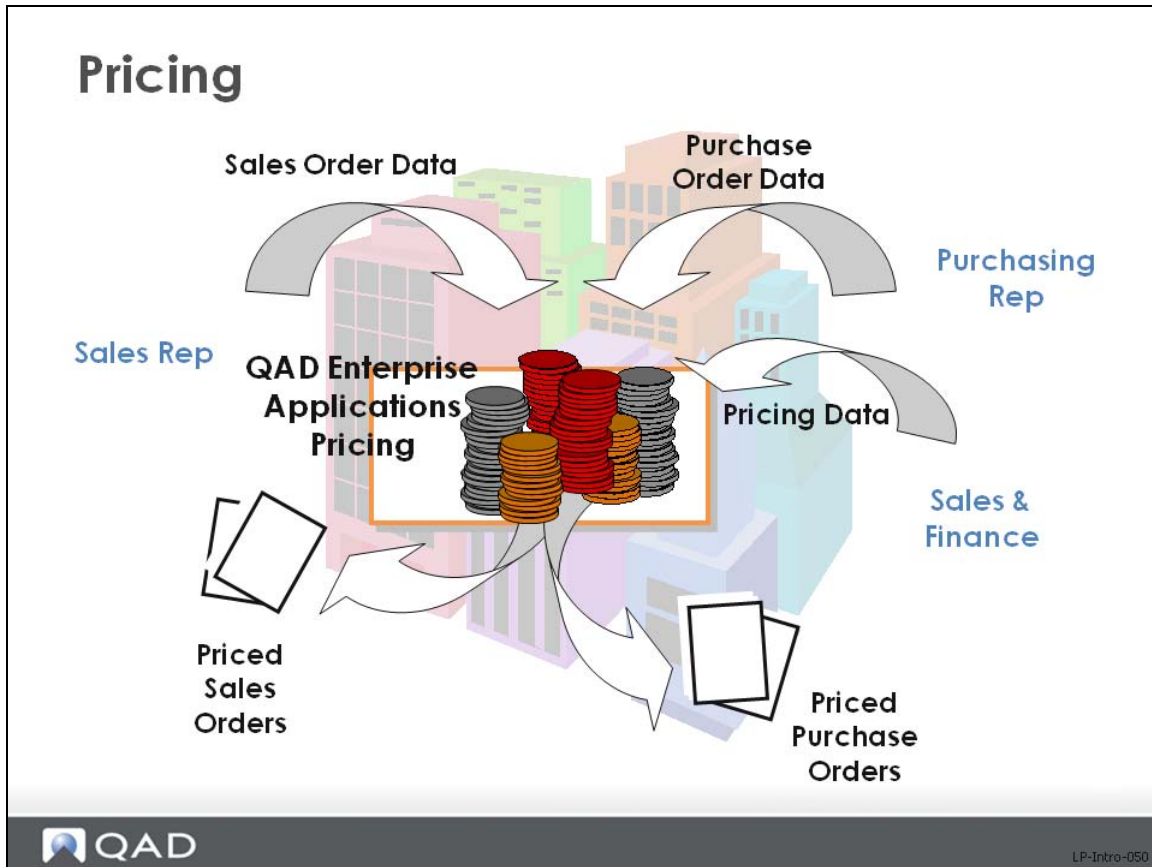 Pricing
Sales Order Data
Purchase
Order Data
Purchasing
Rep
Sales Rep
QAD Enterprise
Applications
Pricing
Pricing Data
Sales &
Finance
Priced
Sales
Orders
Priced
Purchase
Orders
QAD
LP-Intro-050